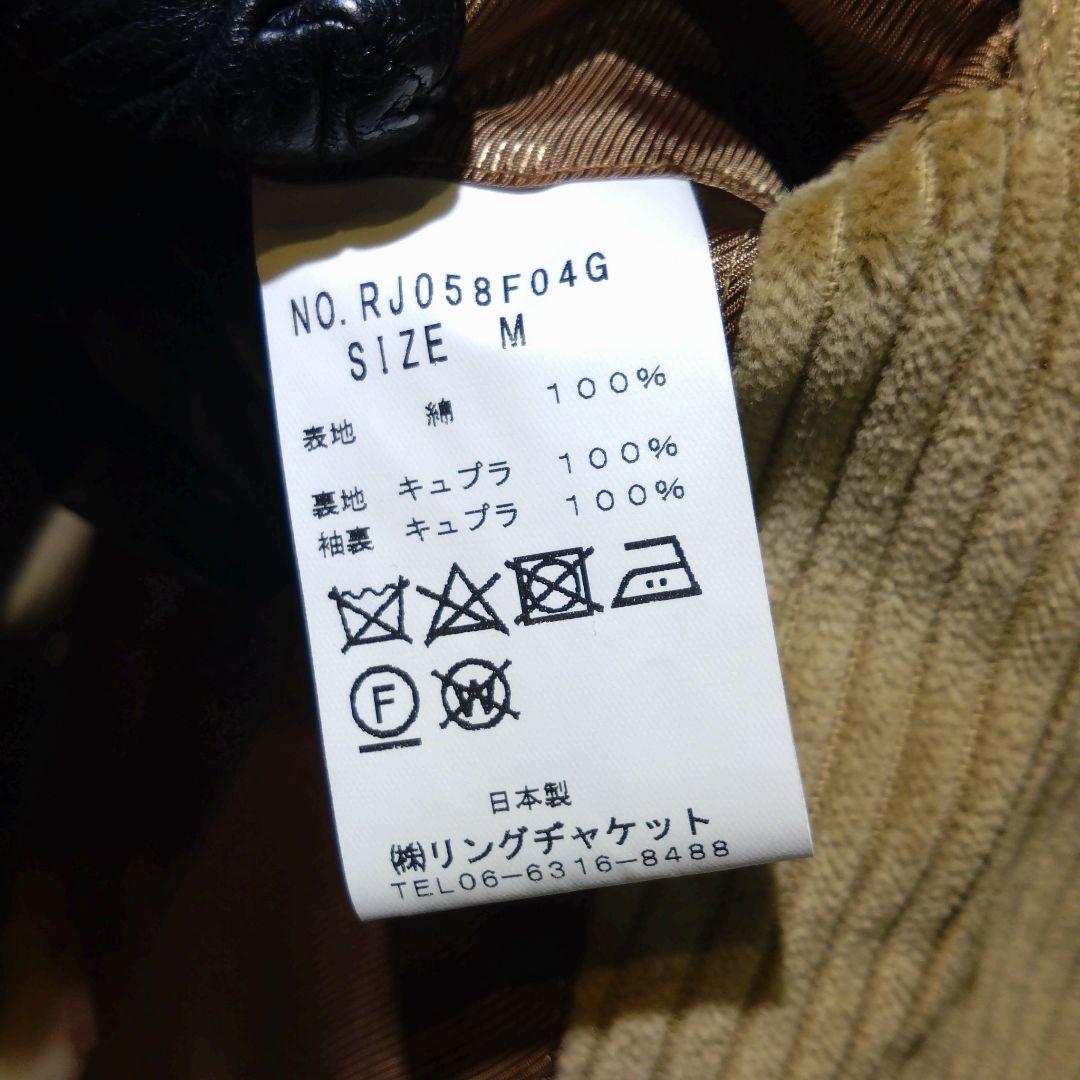 NO.RJ058F04G
SIZE M
表地 綿 100%
裏地 キュプラ 100%
袖裏 キュプラ 100%
F W
日本製
㈱リングヂャケット
TEL06-6316-8488